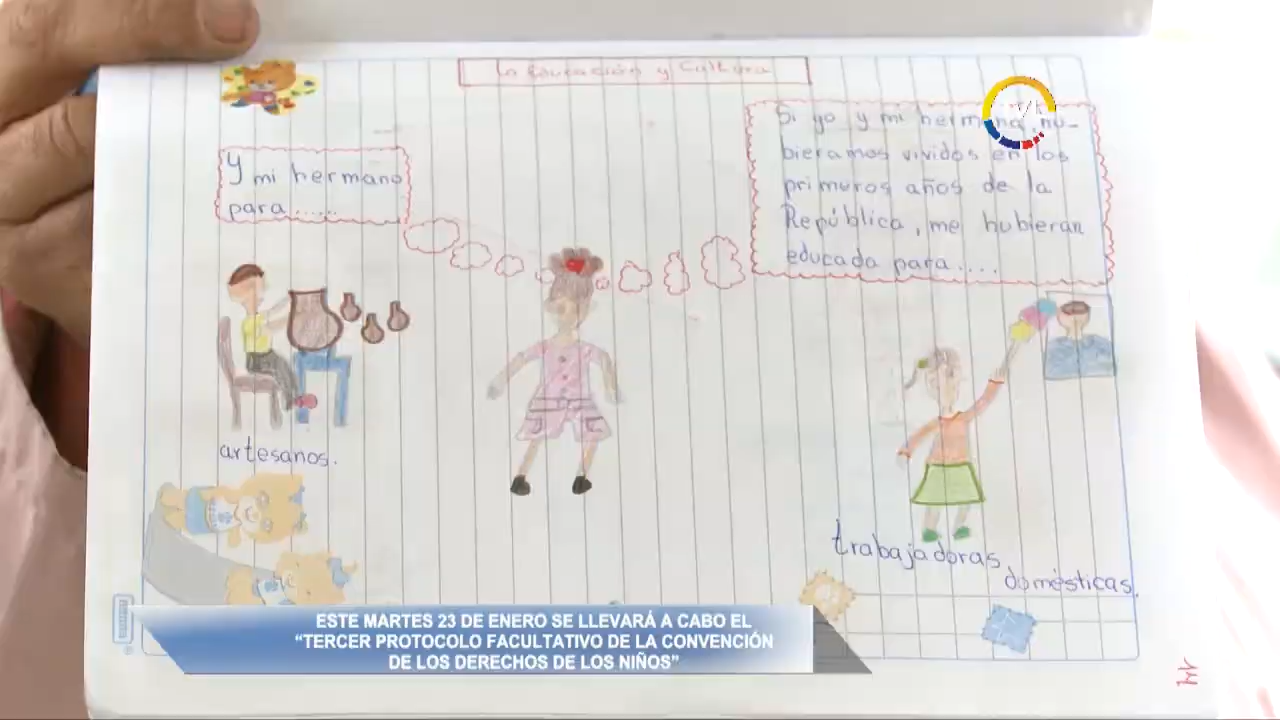 La Educación y Cultura
Y mi hermano
para......
Si yo y mi hermana, hu-
bieramos vividos en los
primeros años de la
República, me hubieran
educada para....
artesanos.
trabajadoras
domésticas.
ESTE MARTES 23 DE ENERO SE LLEVARÁ A CABO EL
“TERCER PROTOCOLO FACULTATIVO DE LA CONVENCIÓN
DE LOS DERECHOS DE LOS NIÑOS”